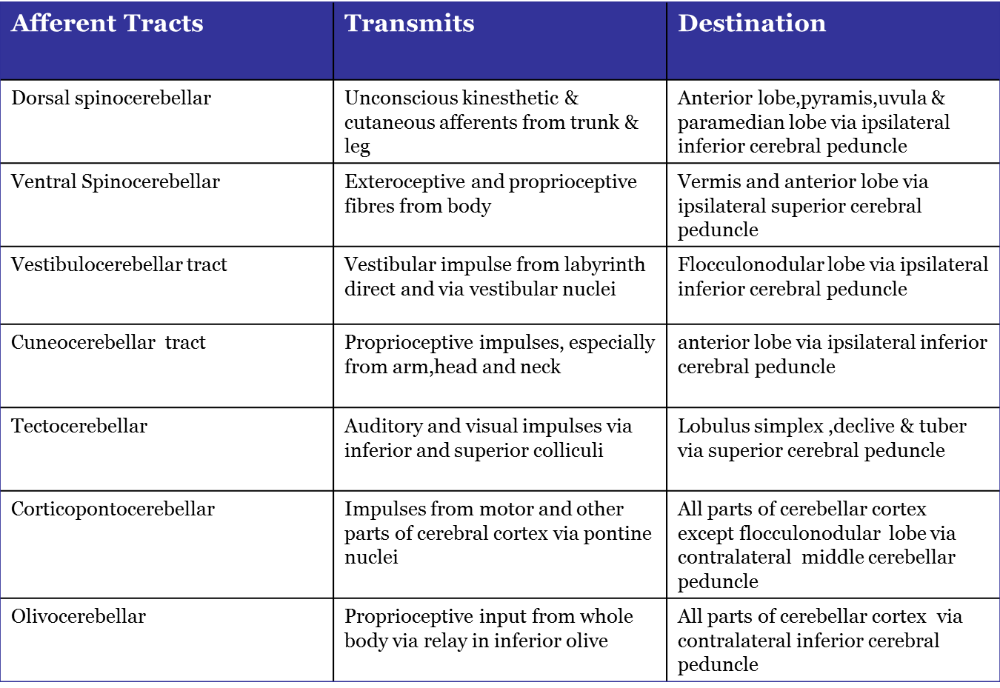 Afferent Tracts
Transmits
Destination
Dorsal spinocerebellar
Unconscious kinesthetic &
cutaneous afferents from trunk &
leg
Anterior lobe,pyramis,uvula &
paramedian lobe via ipsilateral
inferior cerebral peduncle
Ventral Spinocerebellar
Exteroceptive and proprioceptive
fibres from body
Vermis and anterior lobe via
ipsilateral superior cerebral
peduncle
Vestibulocerebellar tract
Vestibular impulse from labyrinth
direct and via vestibular nuclei
Flocculonodular lobe via ipsilateral
inferior cerebral peduncle
Cuneocerebellar  tract
Proprioceptive impulses, especially
from arm,head and neck
anterior lobe via ipsilateral inferior
cerebral peduncle
Tectocerebellar
Auditory and visual impulses via
inferior and superior colliculi
Lobulus simplex ,declive & tuber
via superior cerebral peduncle
Corticopontocerebellar
Impulses from motor and other
parts of cerebral cortex via pontine
nuclei
All parts of cerebellar cortex
except flocculonodular  lobe via
contralateral  middle cerebellar
peduncle
Olivocerebellar
Proprioceptive input from whole
body via relay in inferior olive
All parts of cerebellar cortex  via
contralateral inferior cerebral
peduncle